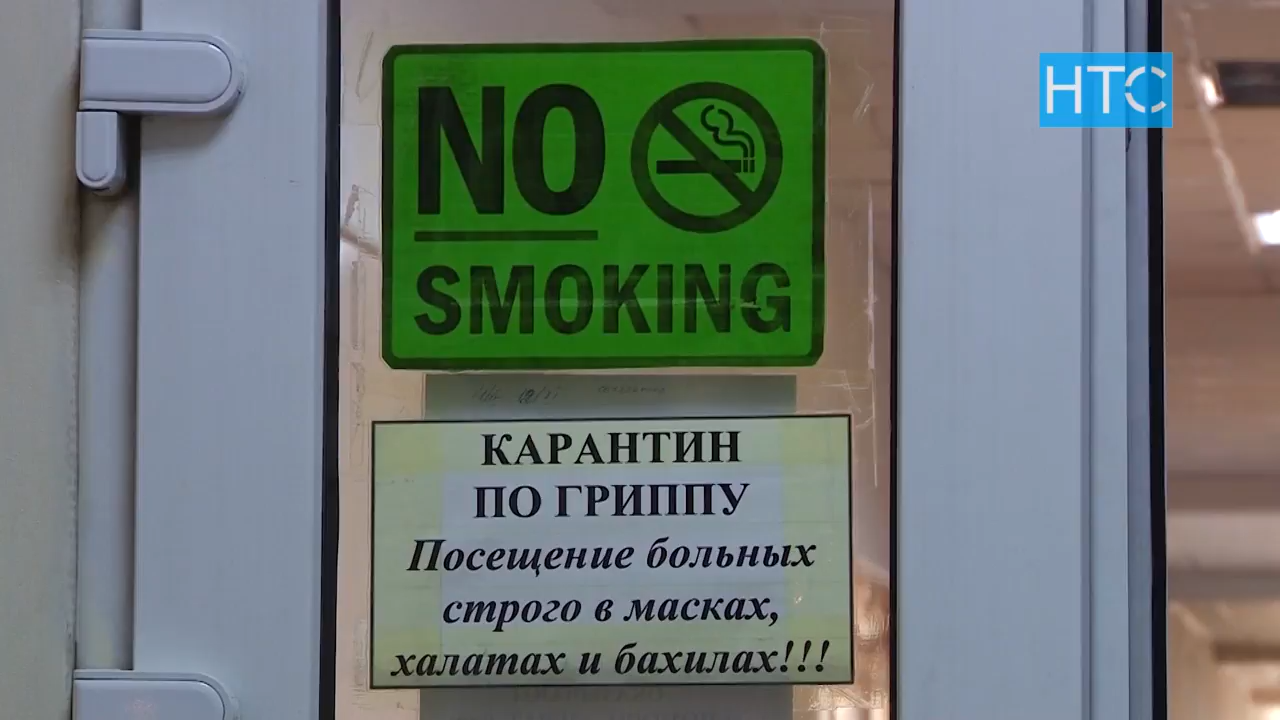 НТС
NO
SMOKING
КАРАНТИН
ПО ГРИППУ
Посещение больных
строго в масках,
халатах и бахилах!!!